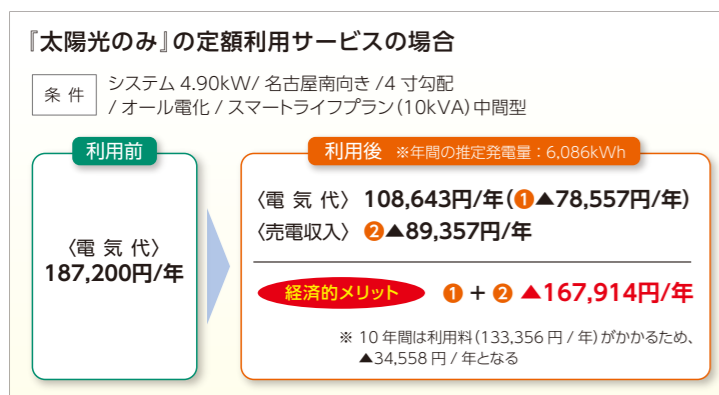 『太陽光のみ』の定額利用サービスの場合
条 件
システム 4.90kW/ 名古屋南向き /4 寸勾配
/ オール電化 / スマートライフプラン(10kVA)中間型
利用前
〈電 気 代〉
187,200円/年
利用後 ※年間の推定発電量：6,086kWh
〈電 気 代〉 108,643円/年(❶▲78,557円/年)
〈売電収入〉 ❷▲89,357円/年
経済的メリット ❶ + ❷ ▲167,914円/年
※ 10 年間は利用料(133,356 円 / 年)がかかるため、
▲34,558 円 / 年となる